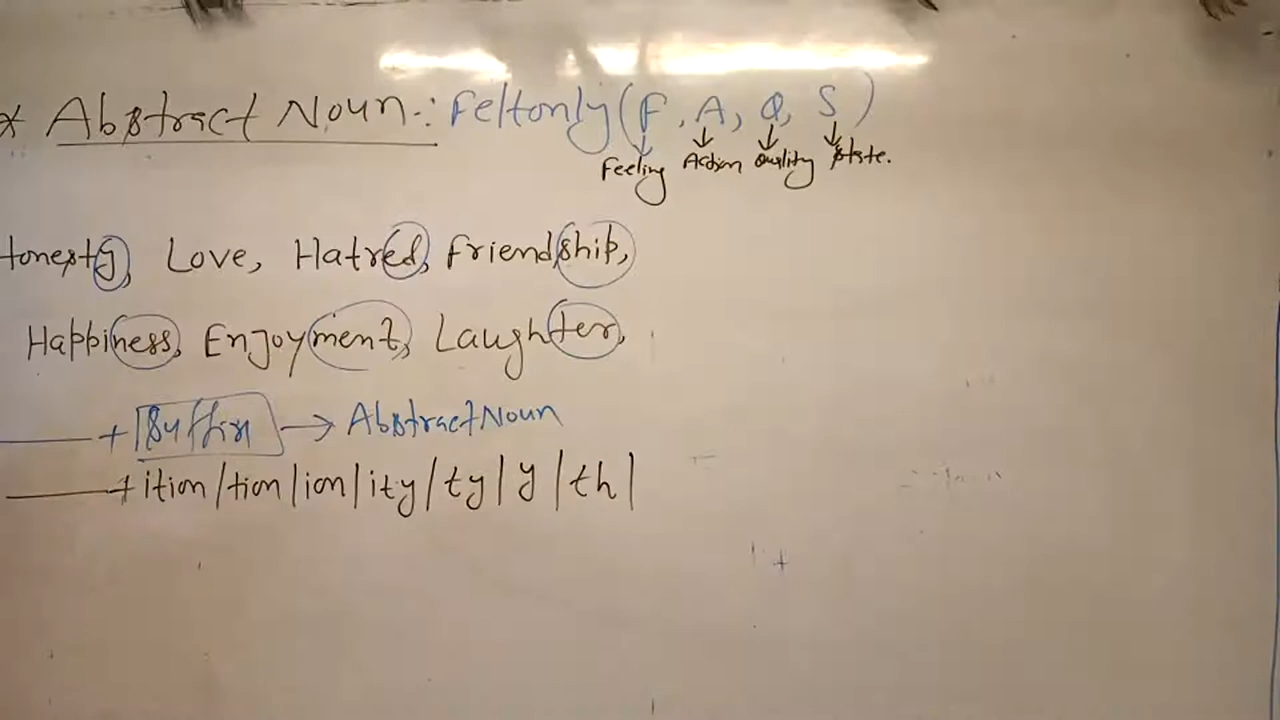 * Abstract Noun: Feltonly (F, A, Q, S)
Feeling Action Quality State.
Honesty, Love, Hatred, Friendship,
Happiness, Enjoyment, Laughter,
+ Suffix → Abstract Noun
+ ition / tion / ion / ity / ty / y / th /